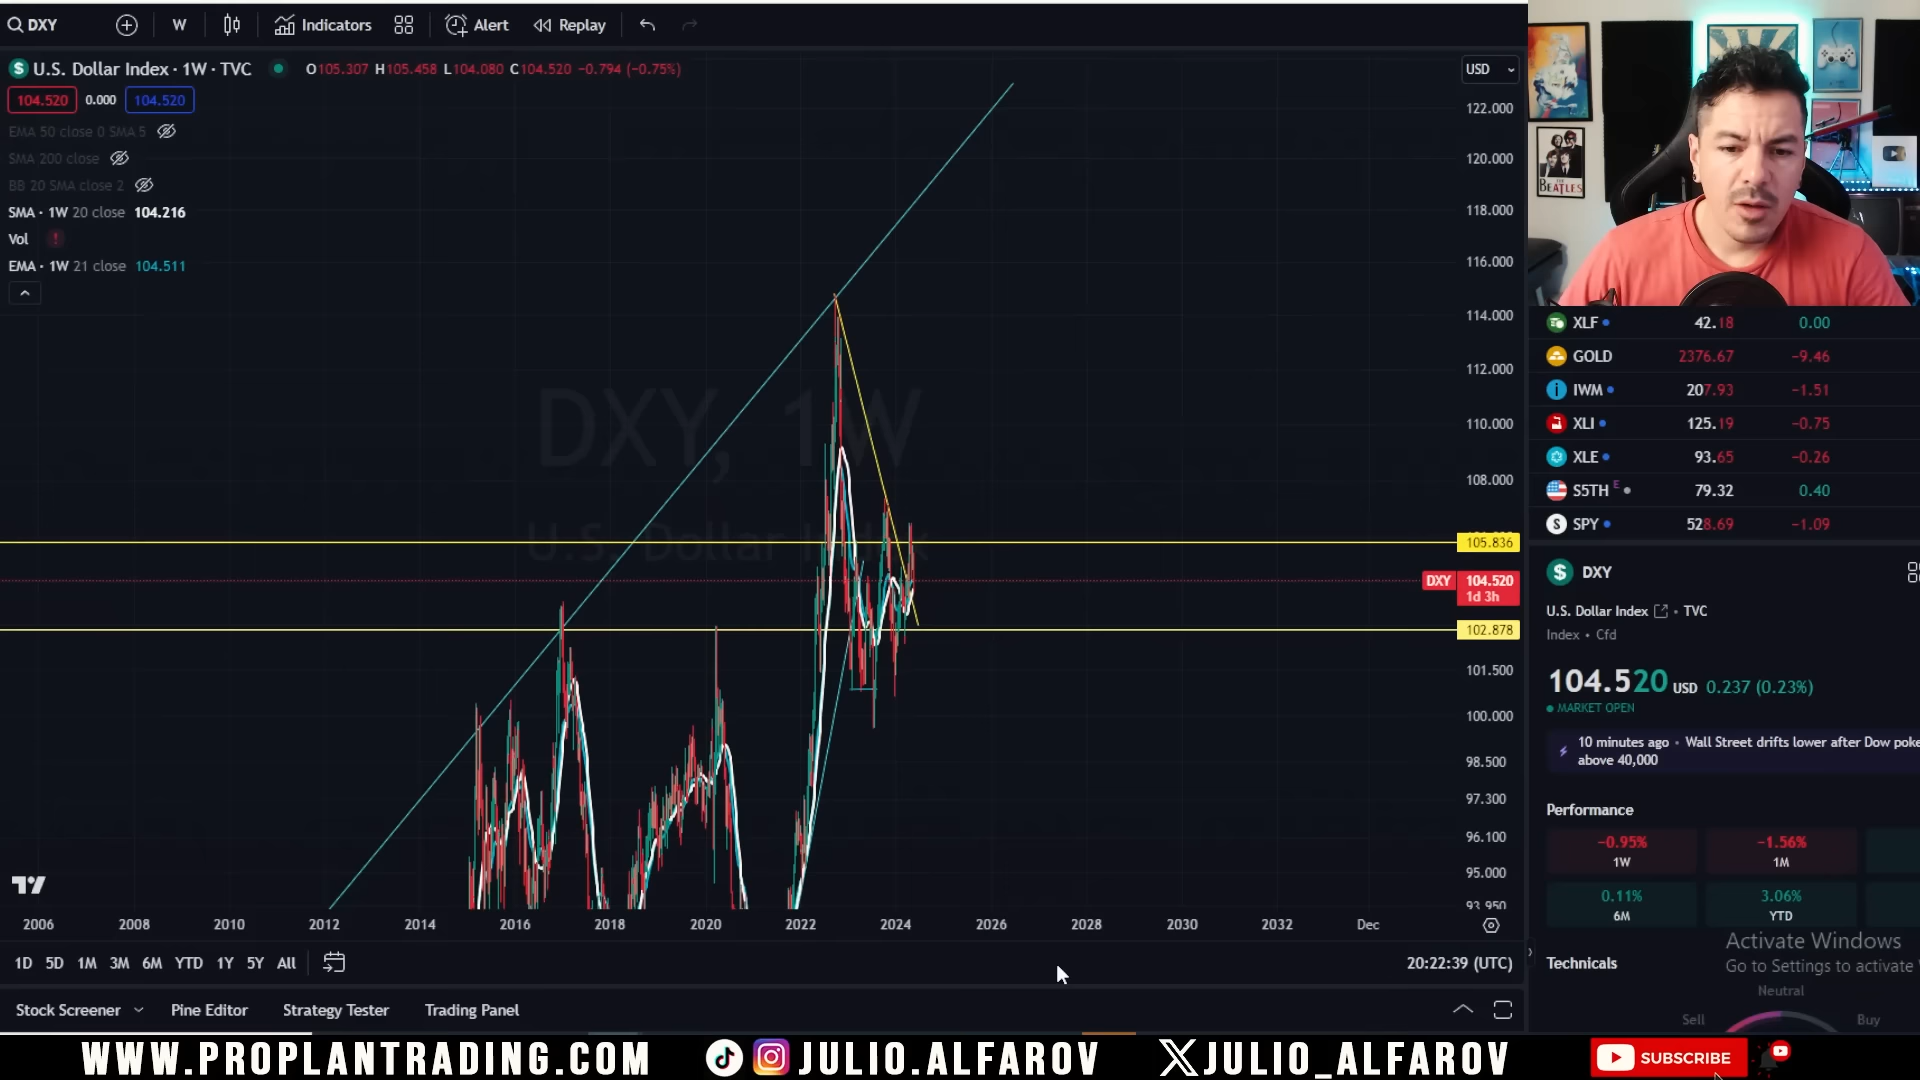 DXY W Indicators Alert Replay
U.S. Dollar Index · 1W · TVC O105.307 H105.458 L104.080 C104.520 −0.794 (−0.75%)
104.520 0.000 104.520
EMA 50 close 0 SMA 5
SMA 200 close
BB 20 SMA close 2
SMA · 1W 20 close 104.216
Vol
EMA · 1W 21 close 104.511
DXY, 1W
U.S. Dollar Index
USD
122.000
120.000
118.000
116.000
114.000
112.000
110.000
108.000
105.836
DXY 104.520
1d 3h
102.878
101.500
100.000
98.500
97.300
96.100
95.000
93.950
2006 2008 2010 2012 2014 2016 2018 2020 2022 2024 2026 2028 2030 2032 Dec
1D 5D 1M 3M 6M YTD 1Y 5Y All 20:22:39 (UTC)
Stock Screener Pine Editor Strategy Tester Trading Panel
THE
BEATLES
XLF 42.18 0.00
GOLD 2376.67 −9.46
IWM 207.93 −1.51
XLI 125.19 −0.75
XLE 93.65 −0.26
S5TH E 79.32 0.40
SPY 528.69 −1.09
DXY
U.S. Dollar Index · TVC
Index · Cfd
104.520 USD 0.237 (0.23%)
MARKET OPEN
10 minutes ago · Wall Street drifts lower after Dow poke
above 40,000
Performance
−0.95% −1.56%
1W 1M
0.11% 3.06%
6M YTD
Activate Windows
Go to Settings to activate
Technicals
Neutral
Sell Buy
WWW.PROPLANTRADING.COM JULIO.ALFAROV JULIO_ALFAROV SUBSCRIBE